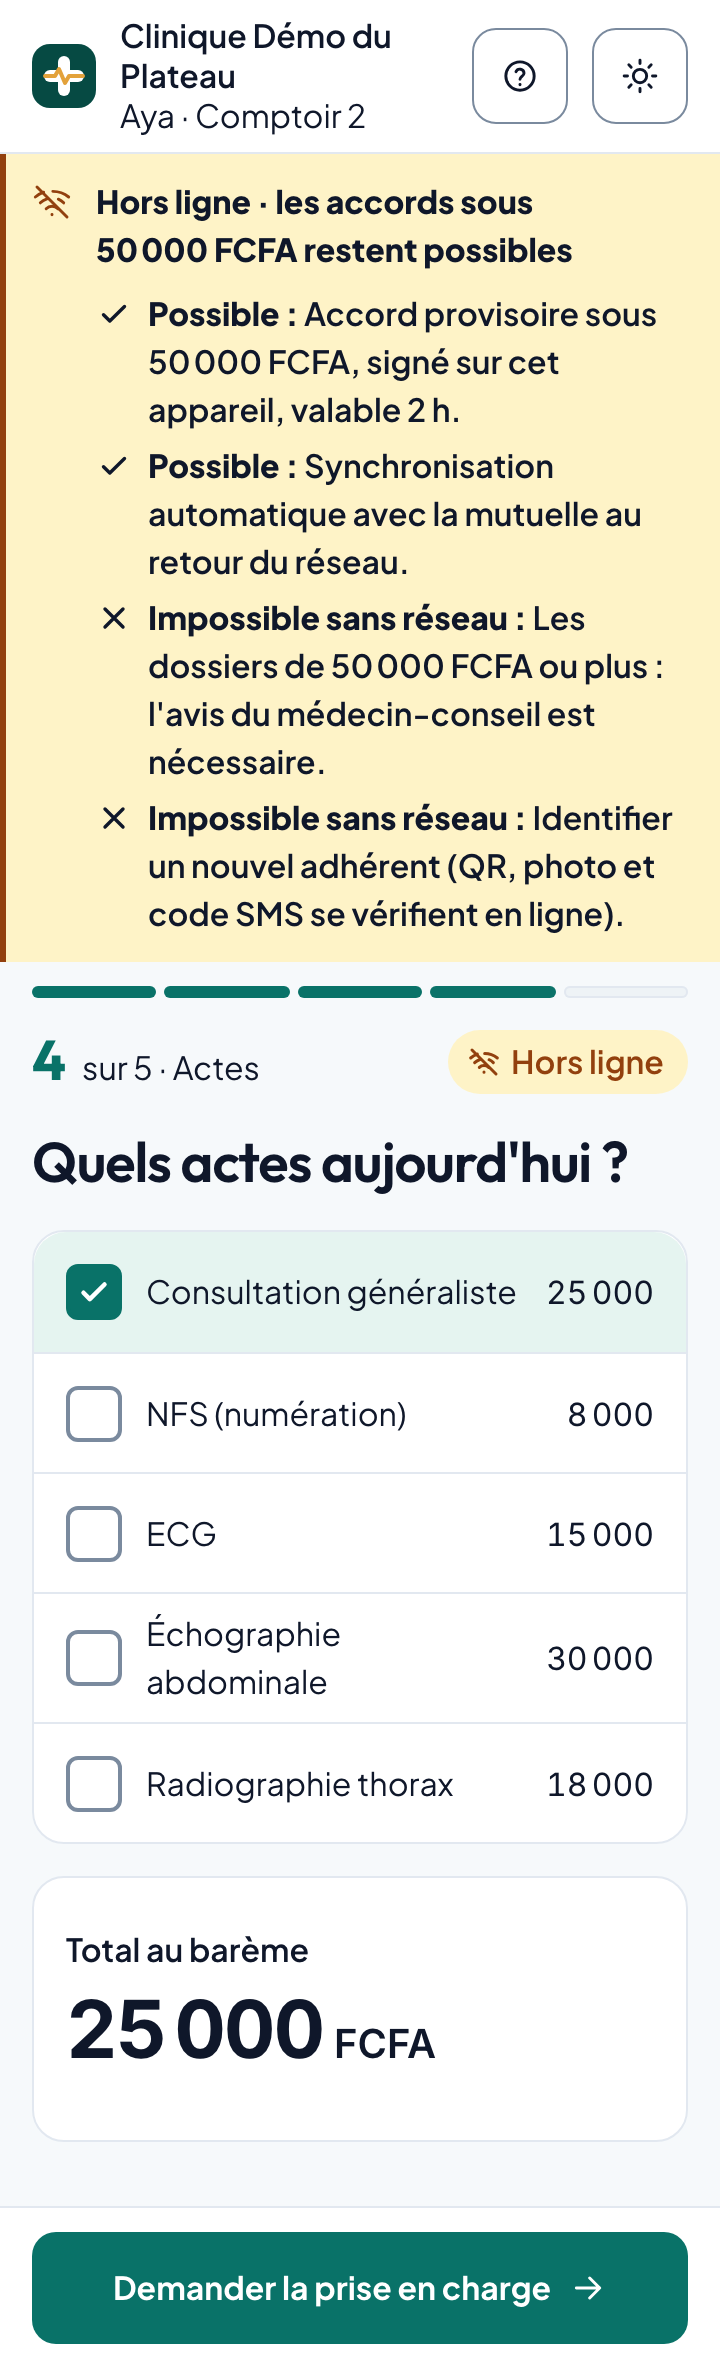 Clinique Démo du
Plateau
Aya · Comptoir 2
Hors ligne · les accords sous
50 000 FCFA restent possibles
Possible : Accord provisoire sous
50 000 FCFA, signé sur cet
appareil, valable 2 h.
Possible : Synchronisation
automatique avec la mutuelle au
retour du réseau.
Impossible sans réseau : Les
dossiers de 50 000 FCFA ou plus :
l'avis du médecin-conseil est
nécessaire.
Impossible sans réseau : Identifier
un nouvel adhérent (QR, photo et
code SMS se vérifient en ligne).
4 sur 5 · Actes
Hors ligne
Quels actes aujourd'hui ?
Consultation généraliste 25 000
NFS (numération) 8 000
ECG 15 000
Échographie
abdominale 30 000
Radiographie thorax 18 000
Total au barème
25 000 FCFA
Demander la prise en charge →